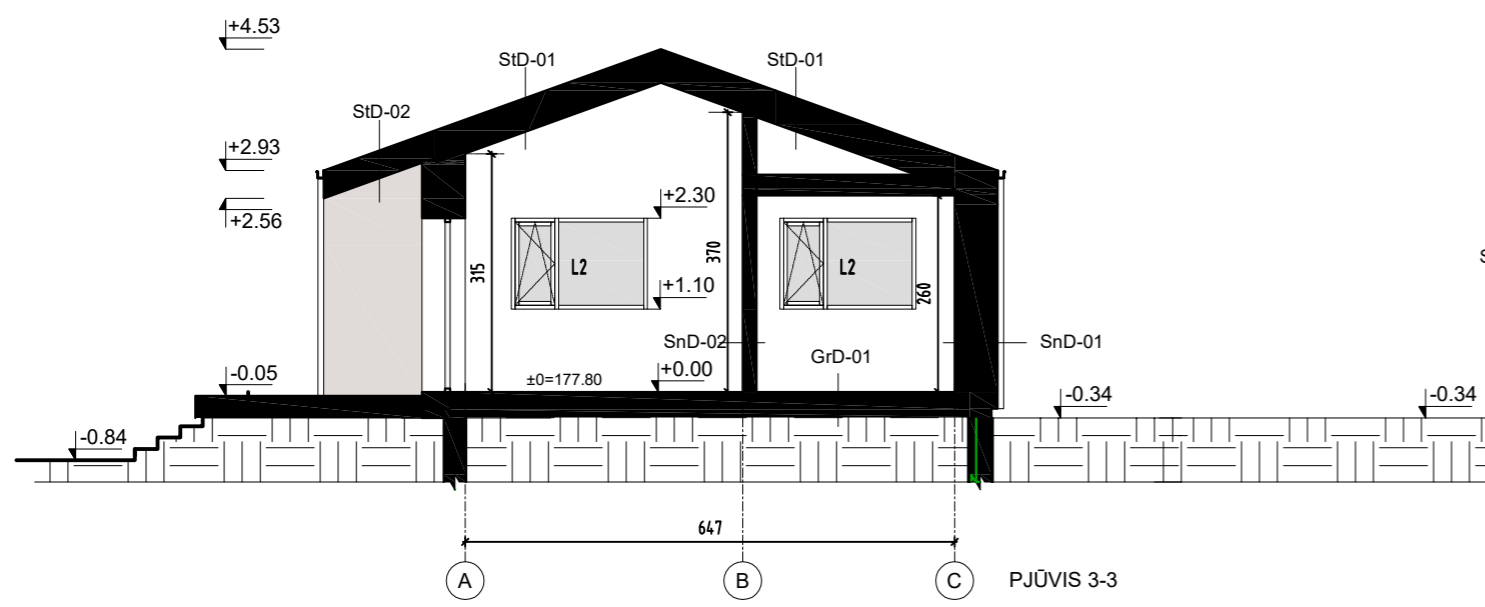 +4.53
StD-01
StD-01
StD-02
+2.93
+2.56
+2.30
315
L2
370
L2
+1.10
260
SnD-02
SnD-01
GrD-01
-0.05
±0=177.80
+0.00
-0.34
-0.34
-0.84
647
A
B
C
PJŪVIS 3-3